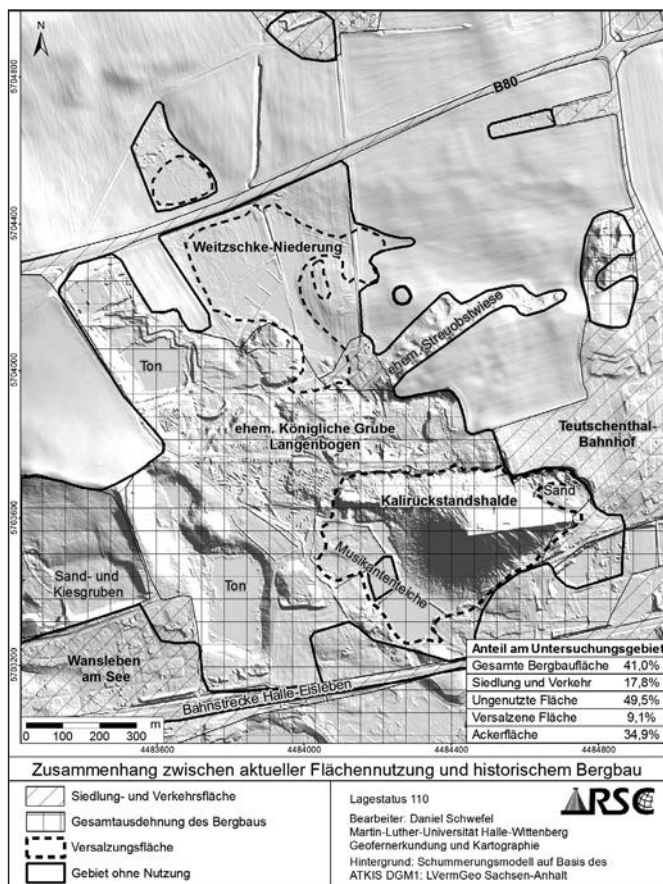 N
5704800
B80
5704400
Weitzschke-Niederung
5704000
Ton
ehem. Streuobstwiese
ehem. Königliche Grube
Langenbogen
Teutschenthal-
Bahnhof
5703600
Kalirückstandshalde
Sand
Sand- und
Kiesgruben
Ton
Musikantenteiche
5703200
Wansleben
am See
Bahnstrecke Halle-Eisleben
0 100 200 300
m
Anteil am Untersuchungsgebiet
Gesamte Bergbaufläche 41,0%
Siedlung und Verkehr 17,8%
Ungenutzte Fläche 49,5%
Versalzene Fläche 9,1%
Ackerfläche 34,9%
4483600 4484000 4484400 4484800
Zusammenhang zwischen aktueller Flächennutzung und historischem Bergbau
Siedlung- und Verkehrsfläche
Gesamtausdehnung des Bergbaus
Versalzungsfläche
Gebiet ohne Nutzung
Lagestatus 110
RSC
Bearbeiter: Daniel Schwefel
Martin-Luther-Universität Halle-Wittenberg
Geofernerkundung und Kartographie
Hintergrund: Schummerungsmodell auf Basis des
ATKIS DGM1: LVermGeo Sachsen-Anhalt